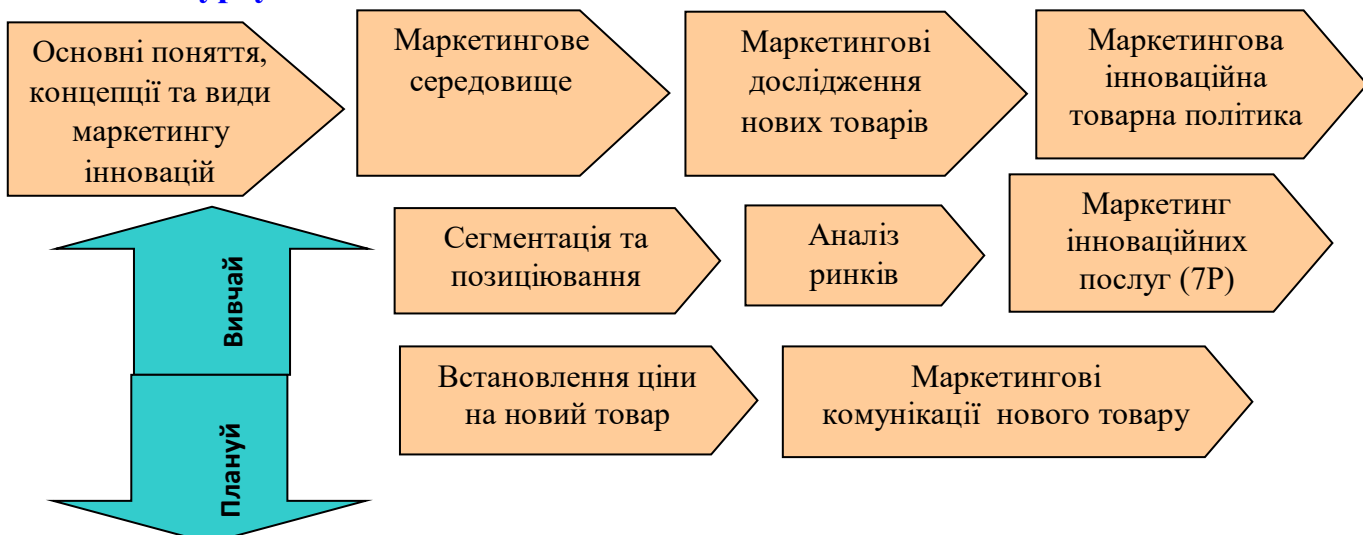 Основні поняття,
концепції та види
маркетингу
інновацій
Маркетингове
середовище
Маркетингові
дослідження
нових товарів
Маркетингова
інноваційна
товарна політика
Сегментація та
позиціювання
Аналіз
ринків
Маркетинг
інноваційних
послуг (7Р)
Вивчай
Встановлення ціни
на новий товар
Маркетингові
комунікації нового товару
Плануй